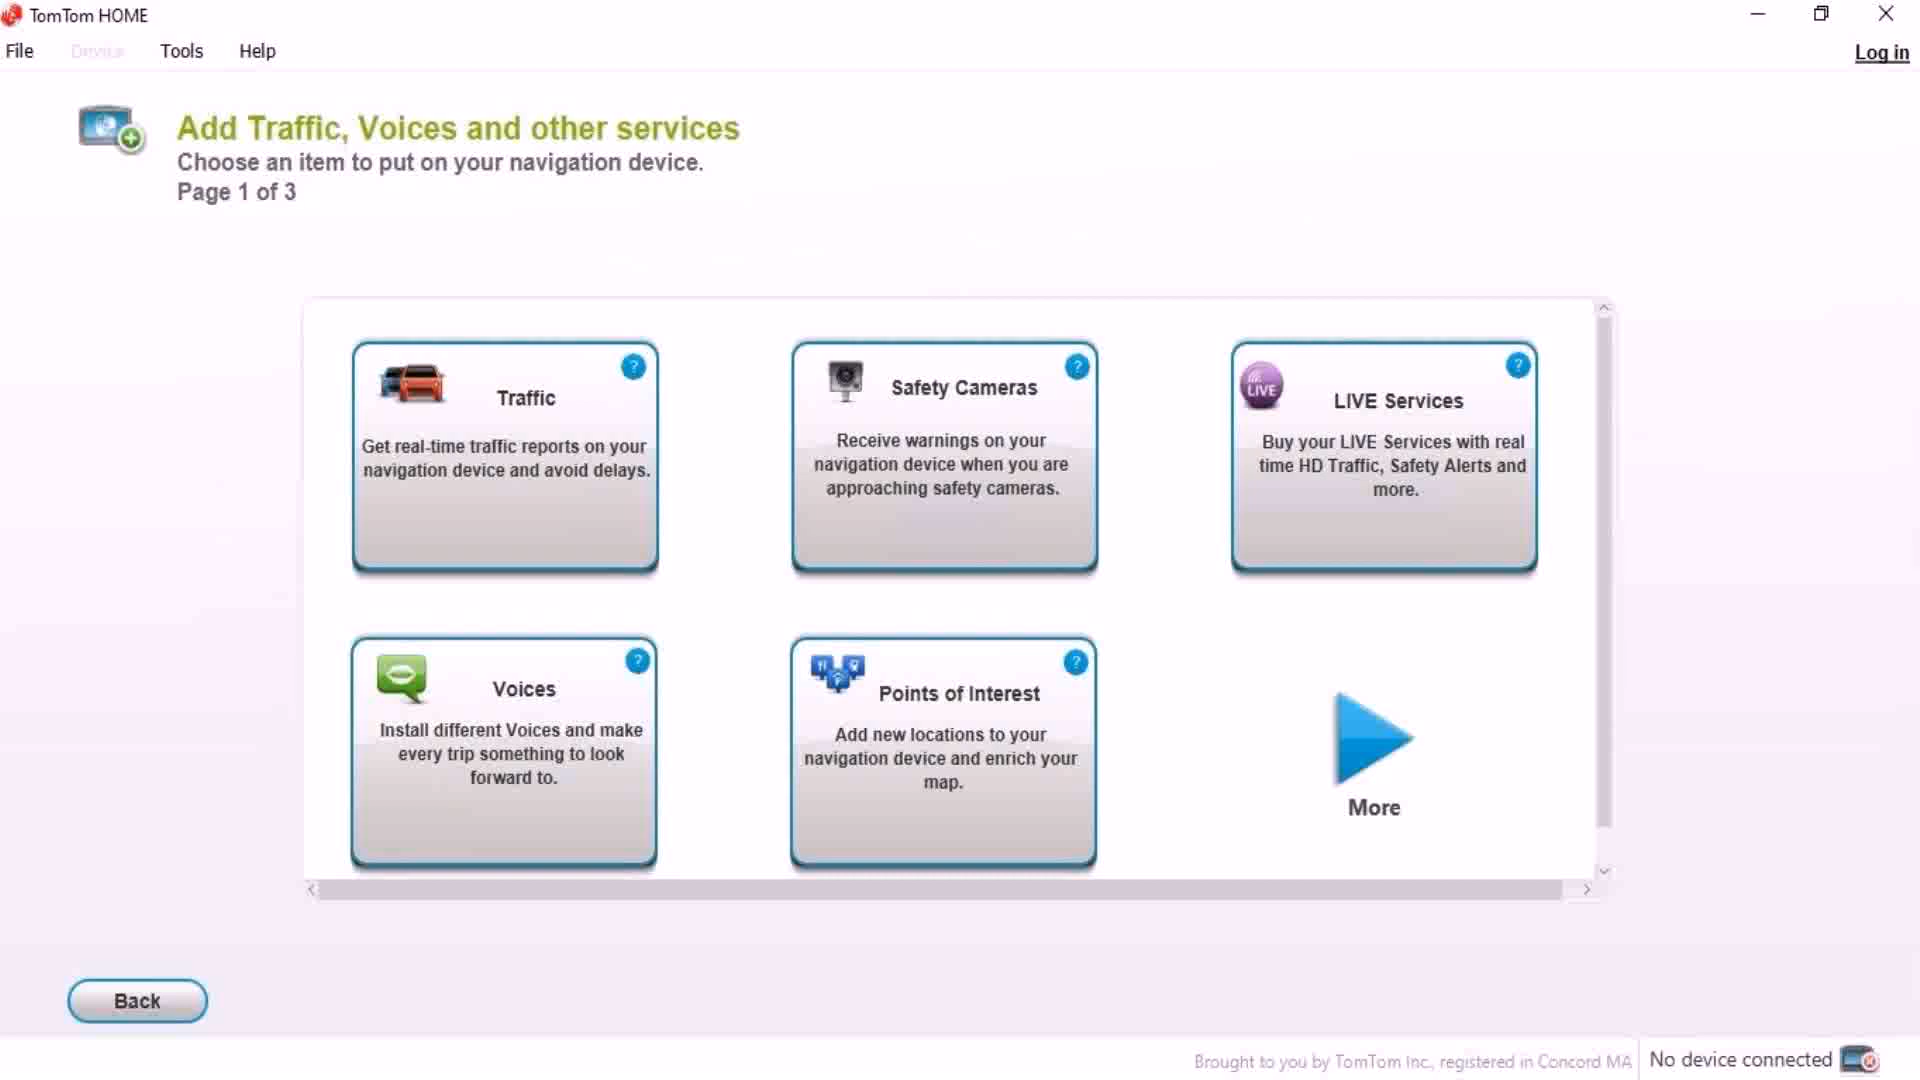 TomTom HOME
File Device Tools Help
Log in
Add Traffic, Voices and other services
Choose an item to put on your navigation device.
Page 1 of 3
Traffic
?
Get real-time traffic reports on your
navigation device and avoid delays.
Safety Cameras
?
Receive warnings on your
navigation device when you are
approaching safety cameras.
LIVE
LIVE Services
?
Buy your LIVE Services with real
time HD Traffic, Safety Alerts and
more.
Voices
?
Install different Voices and make
every trip something to look
forward to.
Points of Interest
?
Add new locations to your
navigation device and enrich your
map.
More
Back
Brought to you by TomTom Inc., registered in Concord MA
No device connected